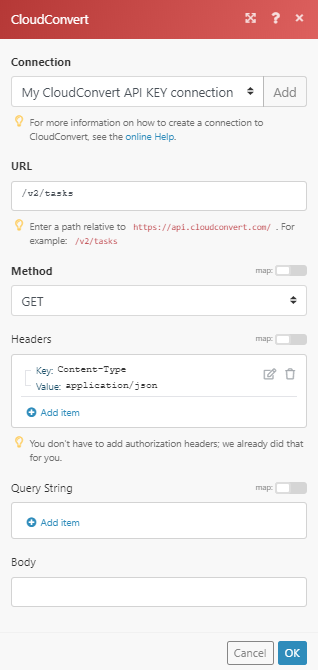 CloudConvert
Connection
My CloudConvert API KEY connection
Add
For more information on how to create a connection to
CloudConvert, see the online Help.
URL
/v2/tasks
Enter a path relative to https://api.cloudconvert.com/ . For
example: /v2/tasks
Method
map:
GET
Headers
map:
Key: Content-Type
Value: application/json
Add item
You don't have to add authorization headers; we already did that
for you.
Query String
map:
Add item
Body
Cancel
OK